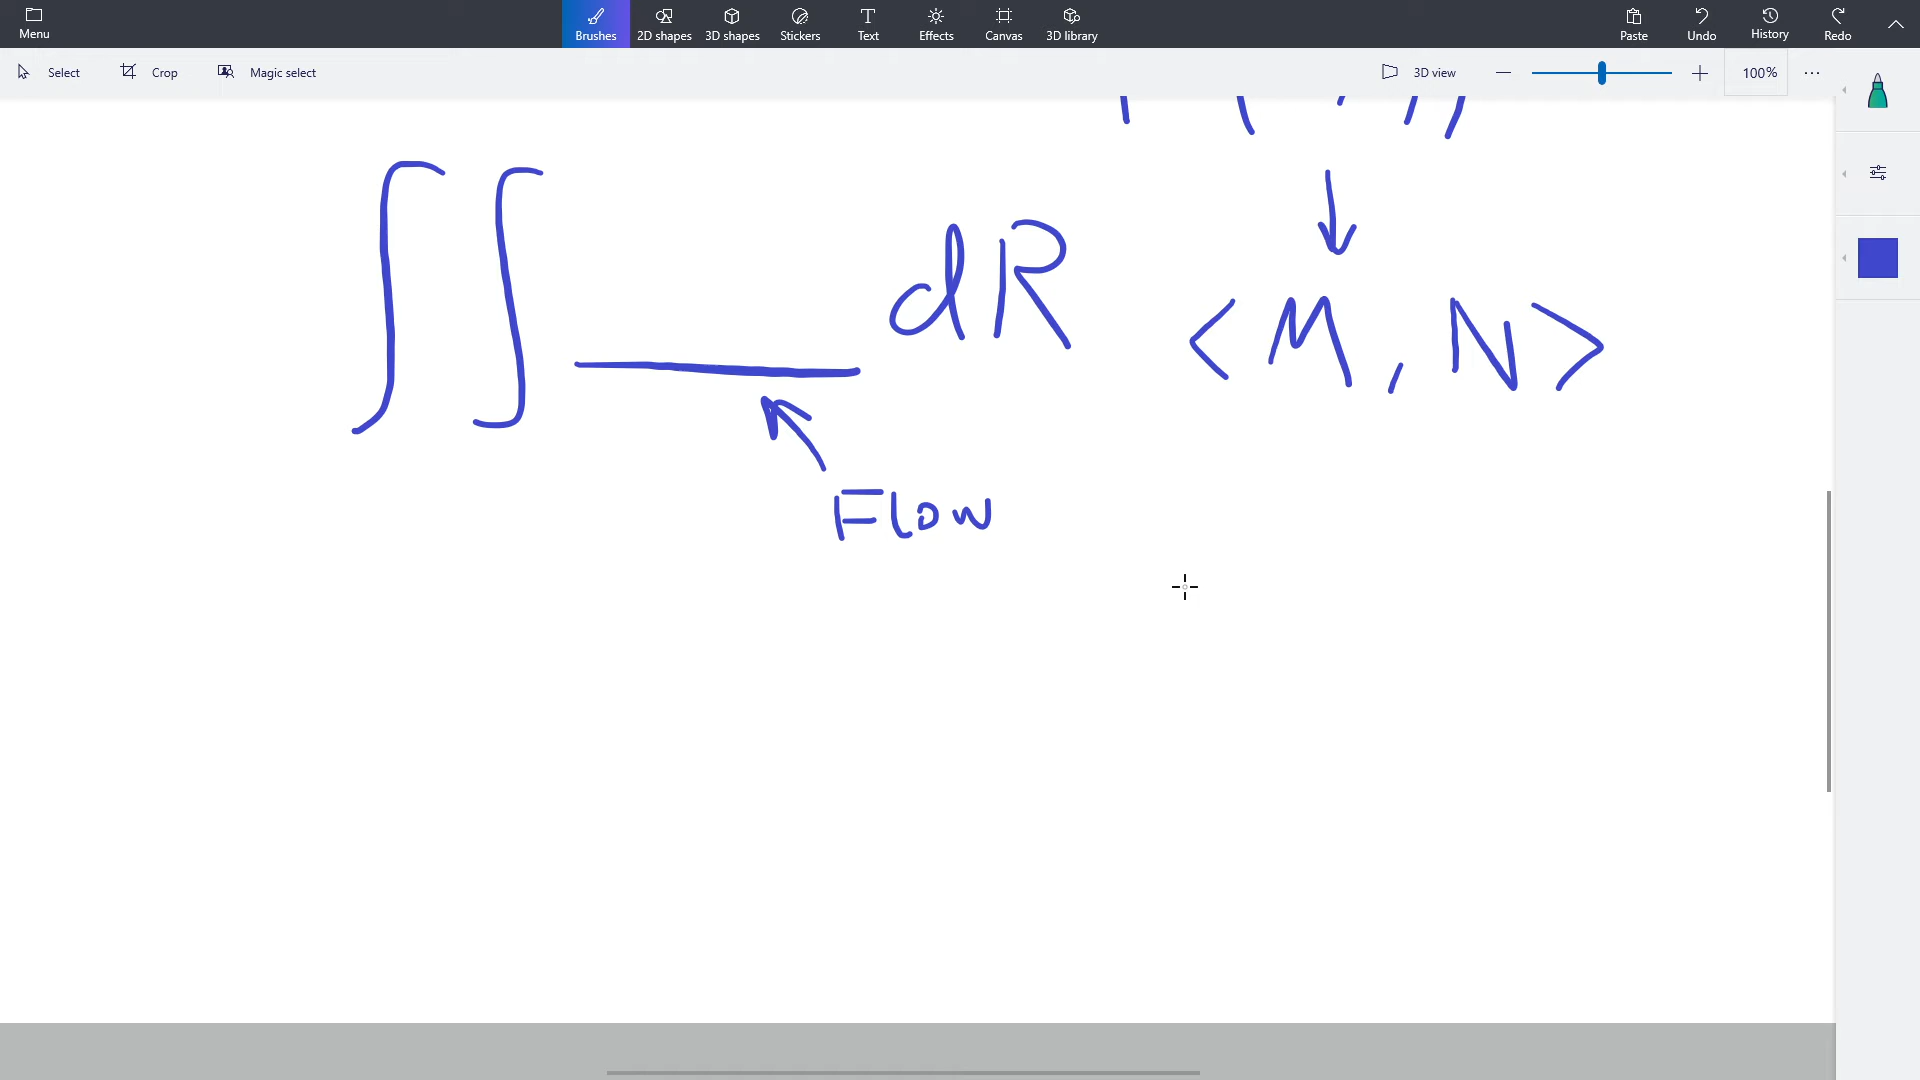 Menu Brushes 2D shapes 3D shapes Stickers Text Effects Canvas 3D library Paste Undo History Redo
Select Crop Magic select 3D view 100%
∫∫ ____ dR
<M, N>
Flow